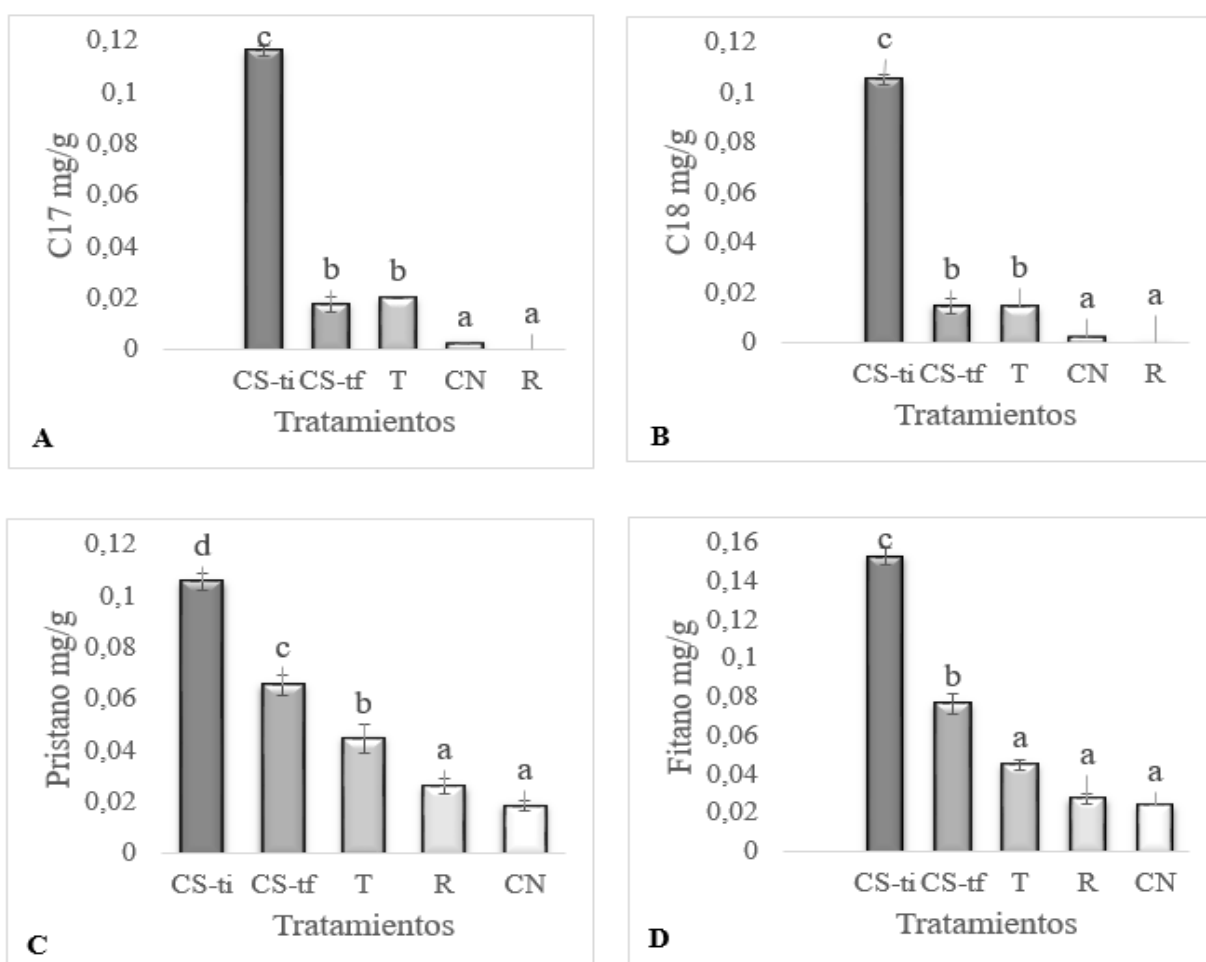 0,12
0,1
0,08
0,06
0,04
0,02
0
C17 mg/g
c
b
b
a
a
CS-ti CS-tf T CN R
Tratamientos
A
0,12
0,1
0,08
0,06
0,04
0,02
0
C18 mg/g
c
b
b
a
a
CS-ti CS-tf T CN R
Tratamientos
B
0,12
0,1
0,08
0,06
0,04
0,02
0
Pristano mg/g
d
c
b
a
a
CS-ti CS-tf T R CN
Tratamientos
C
0,16
0,14
0,12
0,1
0,08
0,06
0,04
0,02
0
Fitano mg/g
c
b
a
a
a
CS-ti CS-tf T R CN
Tratamientos
D